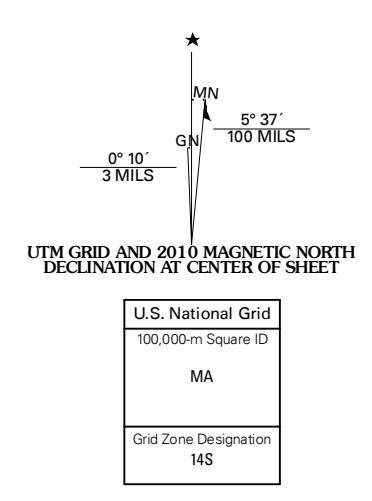 MN
5° 37´
100 MILS
GN
0° 10´
3 MILS
UTM GRID AND 2010 MAGNETIC NORTH
DECLINATION AT CENTER OF SHEET
U.S. National Grid
100,000-m Square ID
MA
Grid Zone Designation
14S